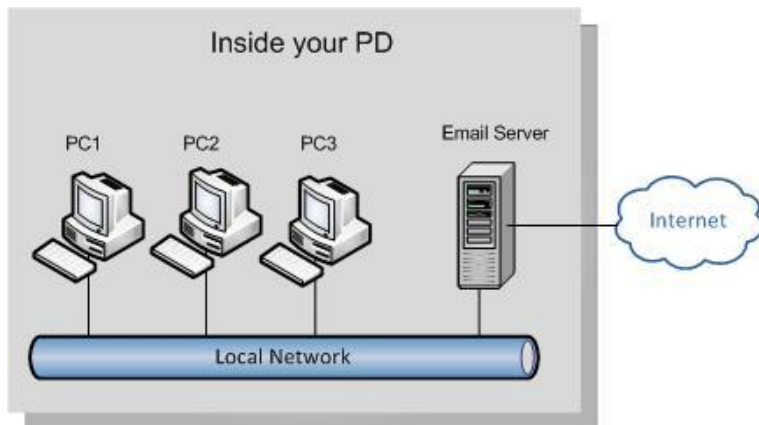 Inside your PD
PC1
PC2
PC3
Email Server
Internet
Local Network